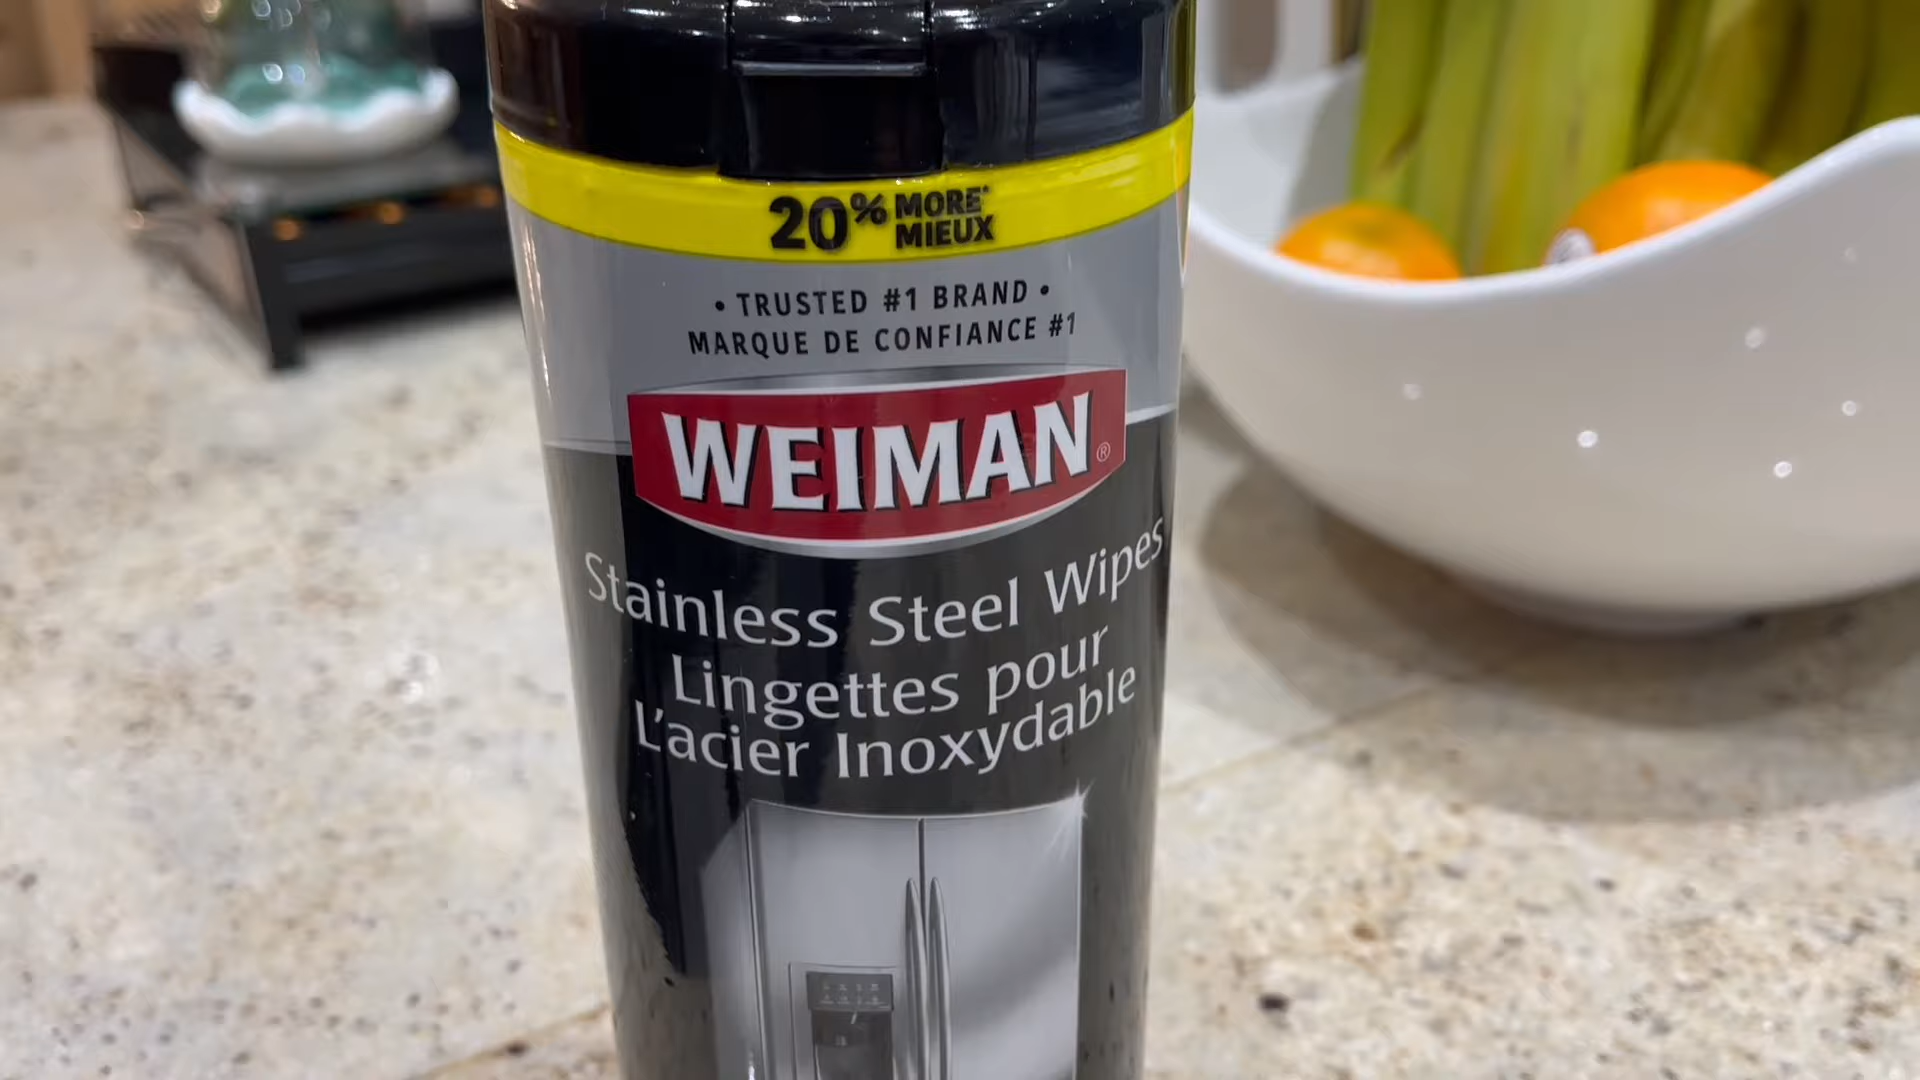 20% MORE*
MIEUX
• TRUSTED #1 BRAND •
MARQUE DE CONFIANCE #1
WEIMAN®
Stainless Steel Wipes
Lingettes pour
L'acier Inoxydable